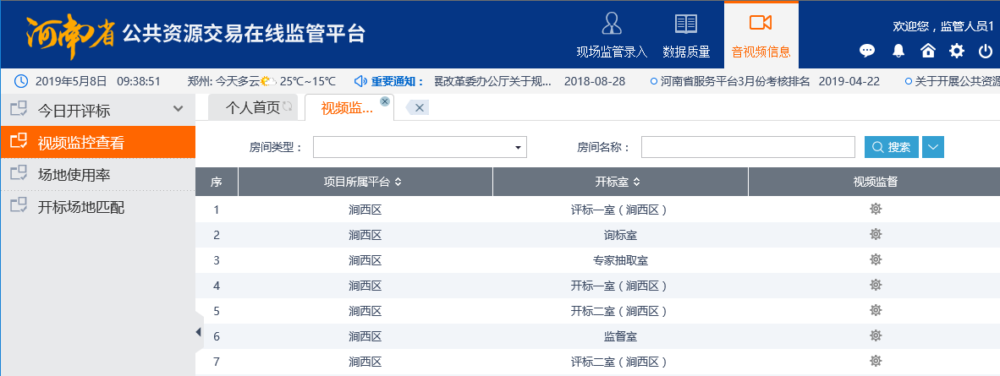 河南省 公共资源交易在线监管平台
现场监管录入 数据质量 音视频信息
欢迎您，监管人员1
2019年5月8日 09:38:51 郑州: 今天多云 25℃~15℃ 重要通知： 展改革委办公厅关于规... 2018-08-28 河南省服务平台3月份考核排名 2019-04-22 关于开展公共资源
今日开评标
视频监控查看
场地使用率
开标场地匹配
个人首页 视频监...
房间类型： 房间名称： 搜索
序 项目所属平台 开标室 视频监督
1 涧西区 评标一室（涧西区）
2 涧西区 询标室
3 涧西区 专家抽取室
4 涧西区 开标一室（涧西区）
5 涧西区 开标二室（涧西区）
6 涧西区 监督室
7 涧西区 评标二室（涧西区）